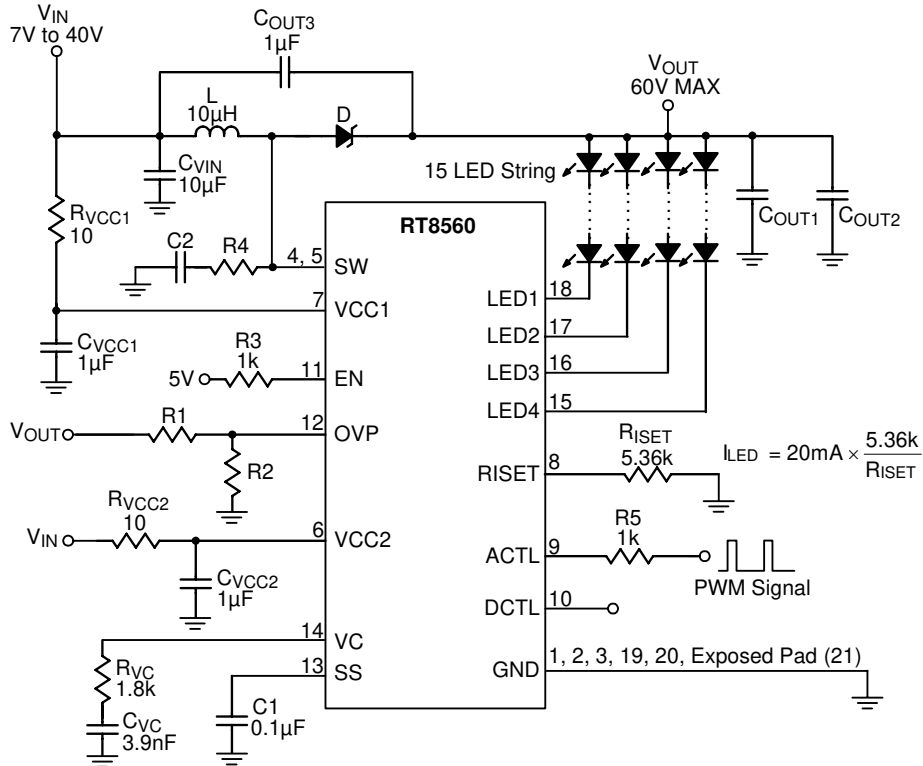 VIN
7V to 40V
COUT3
1µF
VOUT
60V MAX
L
10µH
D
CVIN
10µF
15 LED String
COUT1
COUT2
RVCC1
10
RT8560
C2
R4
4, 5
SW
LED1
18
7
VCC1
LED2
17
CVCC1
1µF
R3
1k
5V
11
EN
LED3
16
LED4
15
VOUT
R1
12
OVP
R2
RISET
8
RISET
5.36k
ILED = 20mA × 5.36k / RISET
RVCC2
10
VIN
6
VCC2
CVCC2
1µF
ACTL
9
R5
1k
PWM Signal
DCTL
10
14
VC
RVC
1.8k
CVC
3.9nF
13
SS
C1
0.1µF
GND
1, 2, 3, 19, 20, Exposed Pad (21)